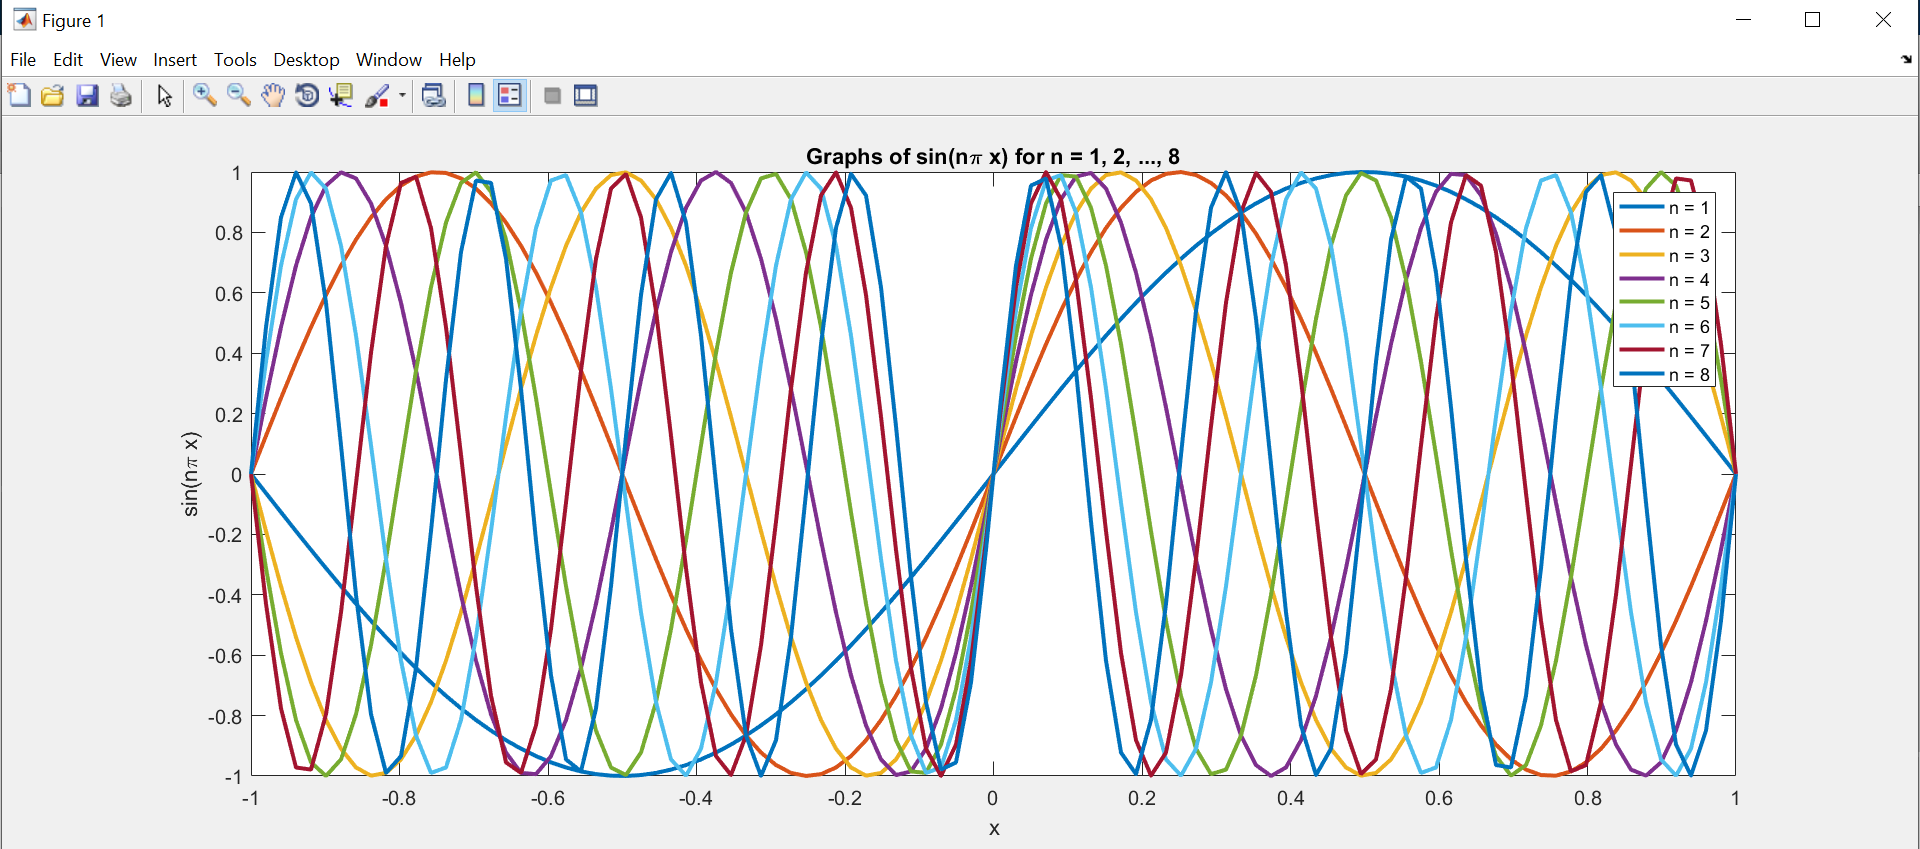 Figure 1
File Edit View Insert Tools Desktop Window Help
Graphs of sin(nπ x) for n = 1, 2, ..., 8
1
0.8
0.6
0.4
0.2
0
-0.2
-0.4
-0.6
-0.8
-1
sin(nπ x)
n = 1
n = 2
n = 3
n = 4
n = 5
n = 6
n = 7
n = 8
-1 -0.8 -0.6 -0.4 -0.2 0 0.2 0.4 0.6 0.8 1
x